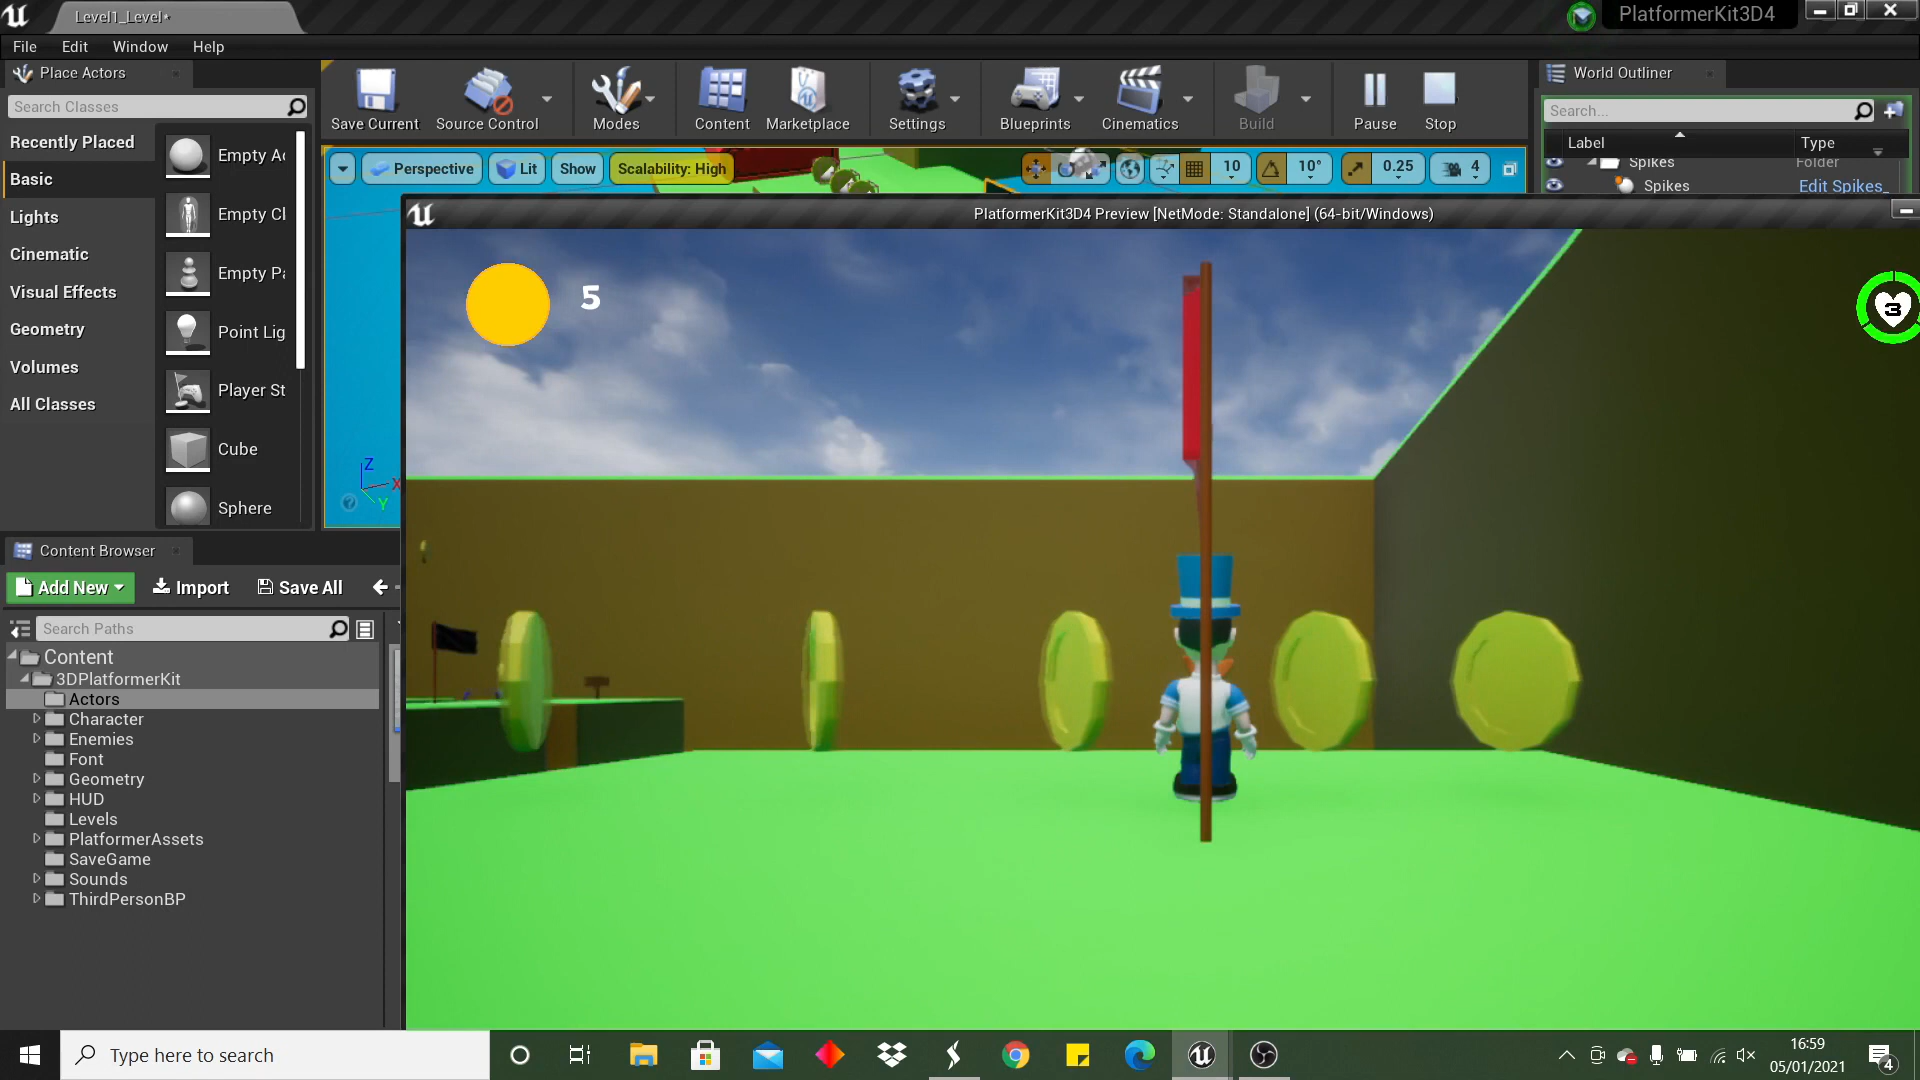 Level1_Level*
PlatformerKit3D4
File Edit Window Help
Place Actors
Search Classes
Recently Placed
Basic
Lights
Cinematic
Visual Effects
Geometry
Volumes
All Classes
Empty Ac
Empty Ch
Empty Pa
Point Lig
Player St
Cube
Sphere
Save Current
Source Control
Modes
Content
Marketplace
Settings
Blueprints
Cinematics
Build
Pause
Stop
Perspective
Lit
Show
Scalability: High
10
10°
0.25
4
World Outliner
Search...
Label Type
Spikes Folder
Spikes Edit Spikes_
PlatformerKit3D4 Preview [NetMode: Standalone] (64-bit/Windows)
5
3
Z
X
Y
Content Browser
Add New Import Save All
Search Paths
Content
3DPlatformerKit
Actors
Character
Enemies
Font
Geometry
HUD
Levels
PlatformerAssets
SaveGame
Sounds
ThirdPersonBP
Type here to search
16:59
05/01/2021
4